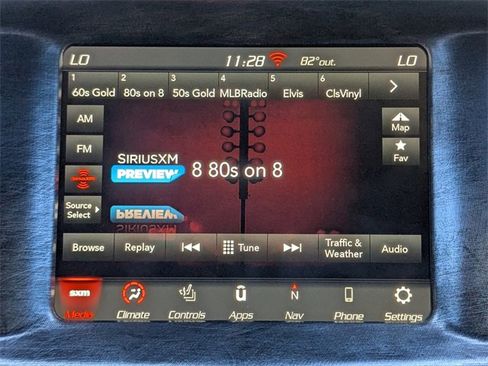 LO 11:28 82°out. LO
1 2 3 4 5 6
60s Gold 80s on 8 50s Gold MLBRadio Elvis ClsVinyl
AM
Map
FM
Fav
SIRIUSXM
PREVIEW
8 80s on 8
Source
Select
Browse Replay Tune Traffic & Weather Audio
sxm
Media Climate Controls Apps Nav Phone Settings
N